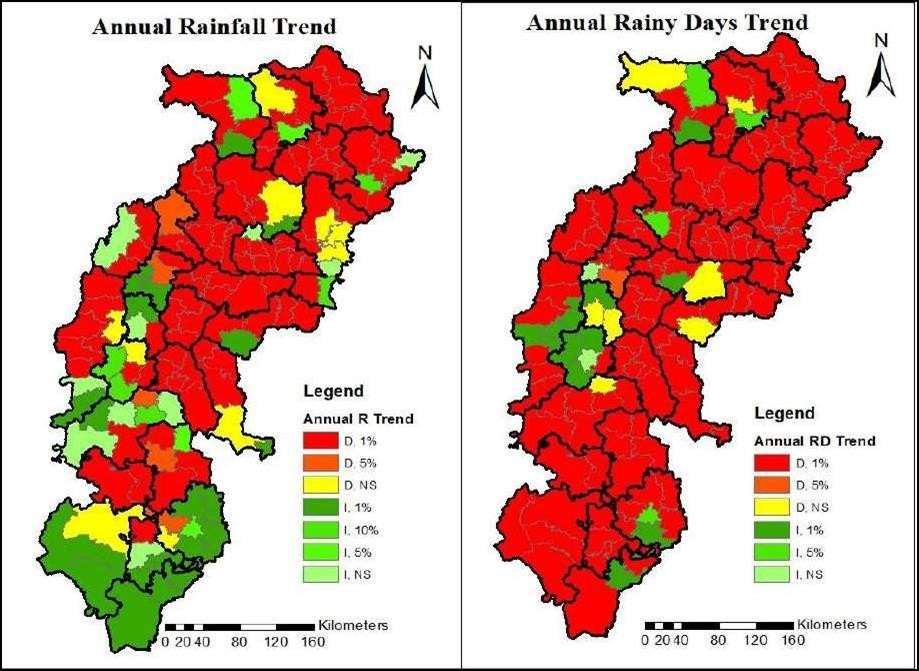 Annual Rainfall Trend
N
Legend
Annual R Trend
D, 1%
D, 5%
D, NS
I, 1%
I, 10%
I, 5%
I, NS
Kilometers
0 20 40 80 120 160
Annual Rainy Days Trend
N
Legend
Annual RD Trend
D, 1%
D, 5%
D, NS
I, 1%
I, 5%
I, NS
Kilometers
0 20 40 80 120 160